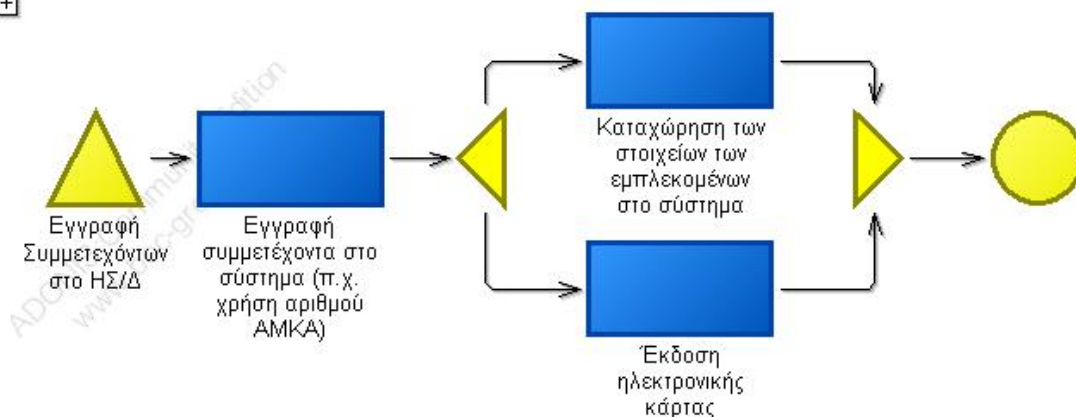 Εγγραφή
Συμμετεχόντων
στο ΗΣ/Δ
Εγγραφή
συμμετέχοντα στο
σύστημα (π.χ.
χρήση αριθμού
ΑΜΚΑ)
Καταχώρηση των
στοιχείων των
εμπλεκομένων
στο σύστημα
Έκδοση
ηλεκτρονικής
κάρτας